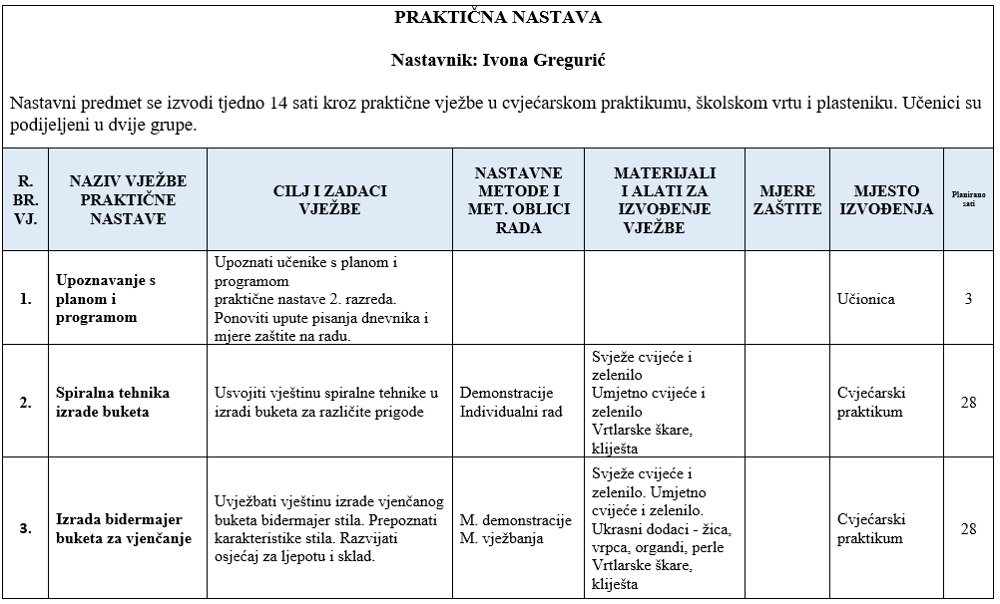 PRAKTIČNA NASTAVA
Nastavnik: Ivona Gregurić
Nastavni predmet se izvodi tjedno 14 sati kroz praktične vježbe u cvjećarskom praktikumu, školskom vrtu i plasteniku. Učenici su
podijeljeni u dvije grupe.
R.
BR.
VJ.
NAZIV VJEŽBE
PRAKTIČNE
NASTAVE
CILJ I ZADACI
VJEŽBE
NASTAVNE
METODE I
MET. OBLICI
RADA
MATERIJALI
I ALATI ZA
IZVOĐENJE
VJEŽBE
MJERE
ZAŠTITE
MJESTO
IZVOĐENJA
Planirano
sati
1.
Upoznavanje s
planom i
programom
Upoznati učenike s planom i
programom
praktične nastave 2. razreda.
Ponoviti upute pisanja dnevnika i
mjere zaštite na radu.
Učionica
3
2.
Spiralna tehnika
izrade buketa
Usvojiti vještinu spiralne tehnike u
izradi buketa za različite prigode
Demonstracije
Individualni rad
Svježe cvijeće i
zelenilo
Umjetno cvijeće i
zelenilo
Vrtlarske škare,
kliješta
Cvjećarski
praktikum
28
3.
Izrada bidermajer
buketa za vjenčanje
Uvježbati vještinu izrade vjenčanog
buketa bidermajer stila. Prepoznati
karakteristike stila. Razvijati
osjećaj za ljepotu i sklad.
M. demonstracije
M. vježbanja
Svježe cvijeće i
zelenilo. Umjetno
cvijeće i zelenilo.
Ukrasni dodaci - žica,
vrpca, organdi, perle
Vrtlarske škare,
kliješta
Cvjećarski
praktikum
28